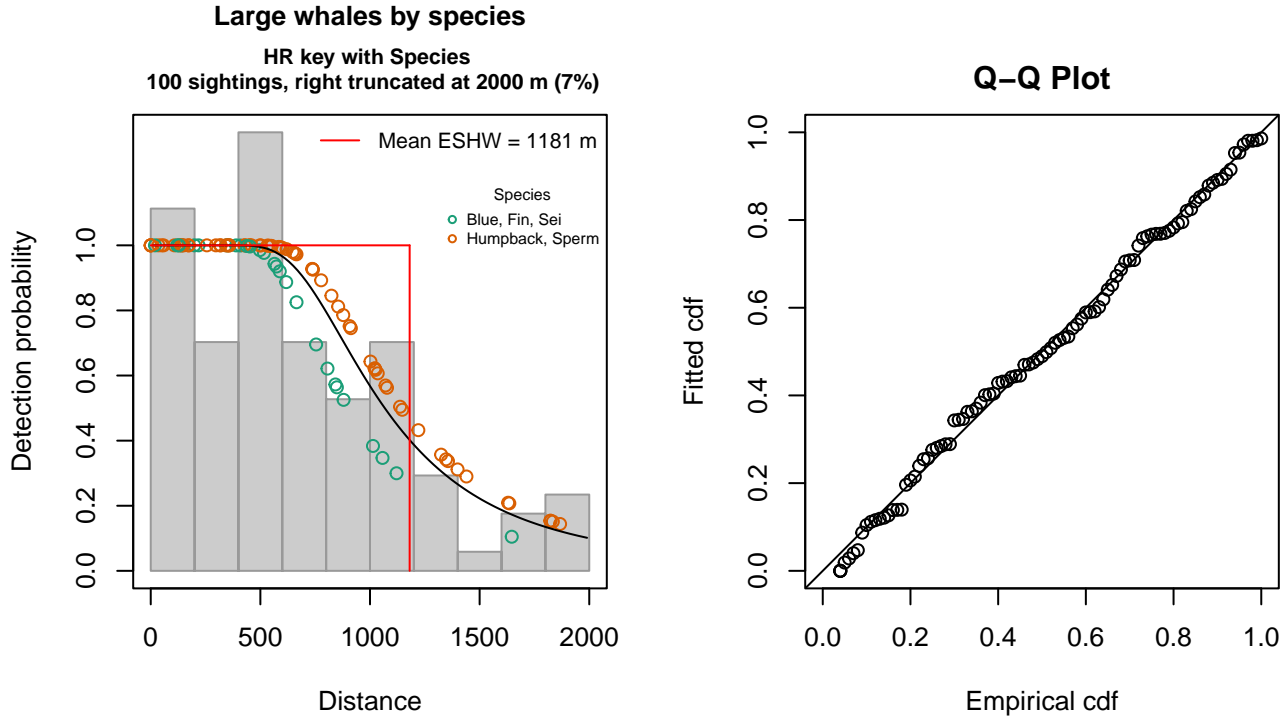 Large whales by species
HR key with Species
100 sightings, right truncated at 2000 m (7%)
Mean ESHW = 1181 m
Species
Blue, Fin, Sei
Humpback, Sperm
Detection probability
0.0 0.2 0.4 0.6 0.8 1.0
0 500 1000 1500 2000
Distance
Q−Q Plot
Fitted cdf
0.0 0.2 0.4 0.6 0.8 1.0
0.0 0.2 0.4 0.6 0.8 1.0
Empirical cdf